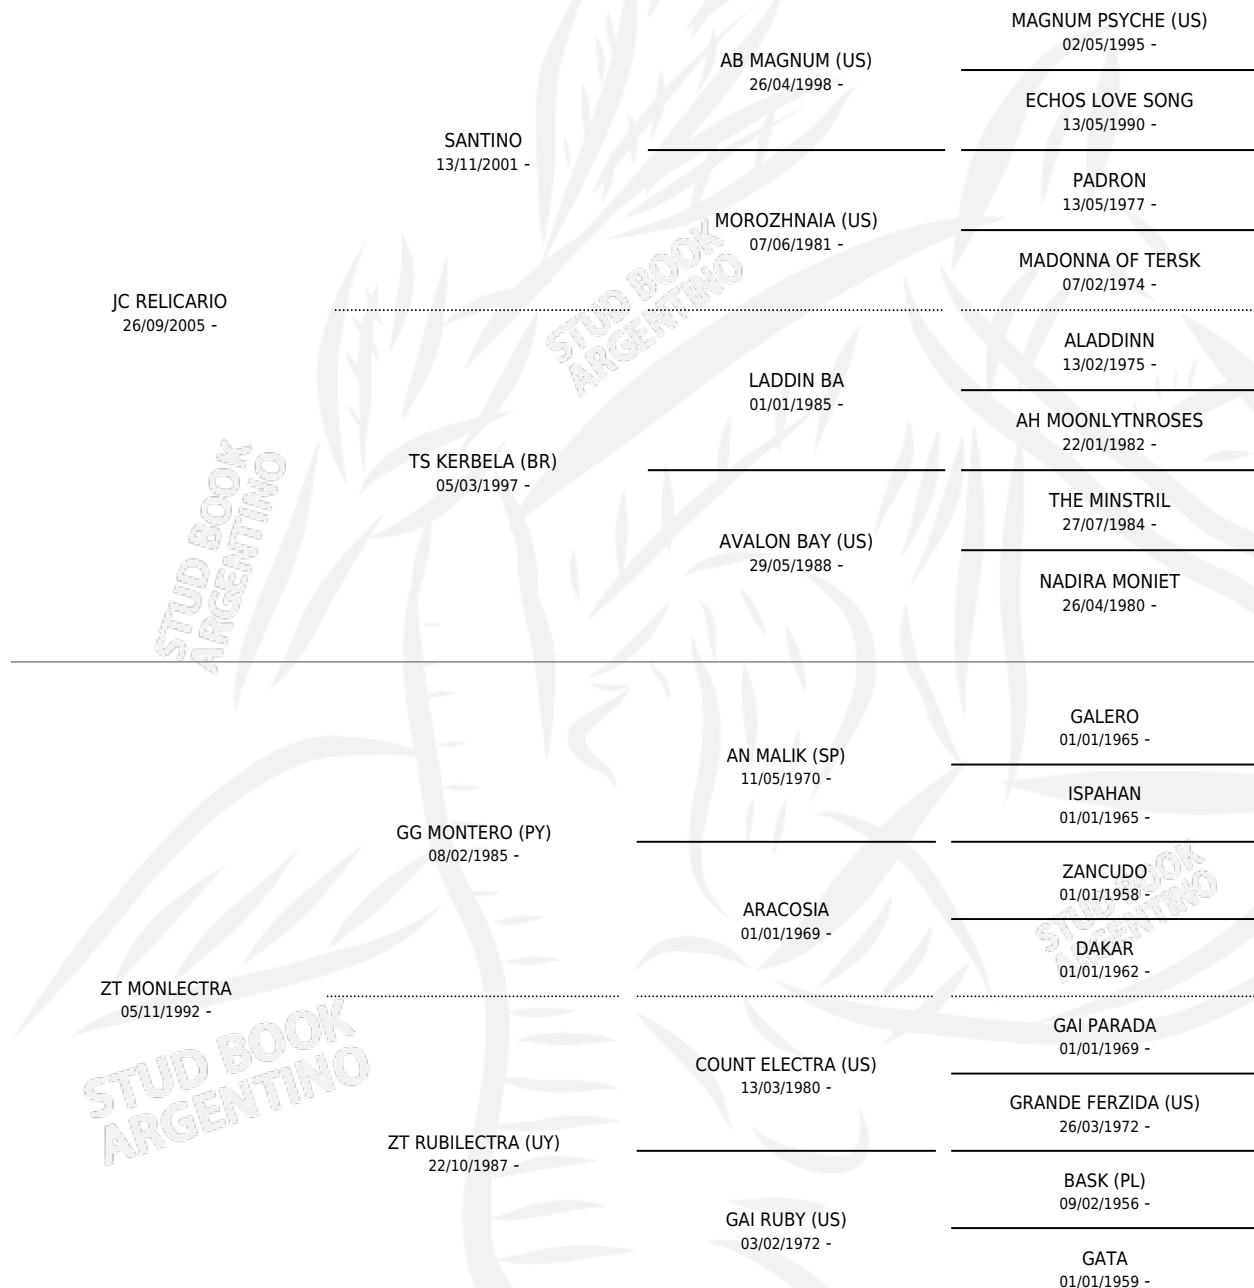 MAGNUM PSYCHE (US)
02/05/1995 -
AB MAGNUM (US)
26/04/1998 -
ECHOS LOVE SONG
13/05/1990 -
SANTINO
13/11/2001 -
PADRON
13/05/1977 -
MOROZHNAIA (US)
07/06/1981 -
MADONNA OF TERSK
07/02/1974 -
JC RELICARIO
26/09/2005 -
STUD BOOK
ARGENTINO
ALADDINN
13/02/1975 -
LADDIN BA
01/01/1985 -
AH MOONLYTNROSES
22/01/1982 -
TS KERBELA (BR)
05/03/1997 -
THE MINSTRIL
27/07/1984 -
AVALON BAY (US)
29/05/1988 -
NADIRA MONIET
26/04/1980 -
STUD BOOK
ARGENTINO
GALERO
01/01/1965 -
AN MALIK (SP)
11/05/1970 -
ISPAHAN
01/01/1965 -
GG MONTERO (PY)
08/02/1985 -
ZANCUDO
01/01/1958 -
ARACOSIA
01/01/1969 -
STUD BOOK
ARGENTINO
DAKAR
01/01/1962 -
ZT MONLECTRA
05/11/1992 -
STUD BOOK
ARGENTINO
GAI PARADA
01/01/1969 -
COUNT ELECTRA (US)
13/03/1980 -
GRANDE FERZIDA (US)
26/03/1972 -
ZT RUBILECTRA (UY)
22/10/1987 -
BASK (PL)
09/02/1956 -
GAI RUBY (US)
03/02/1972 -
GATA
01/01/1959 -